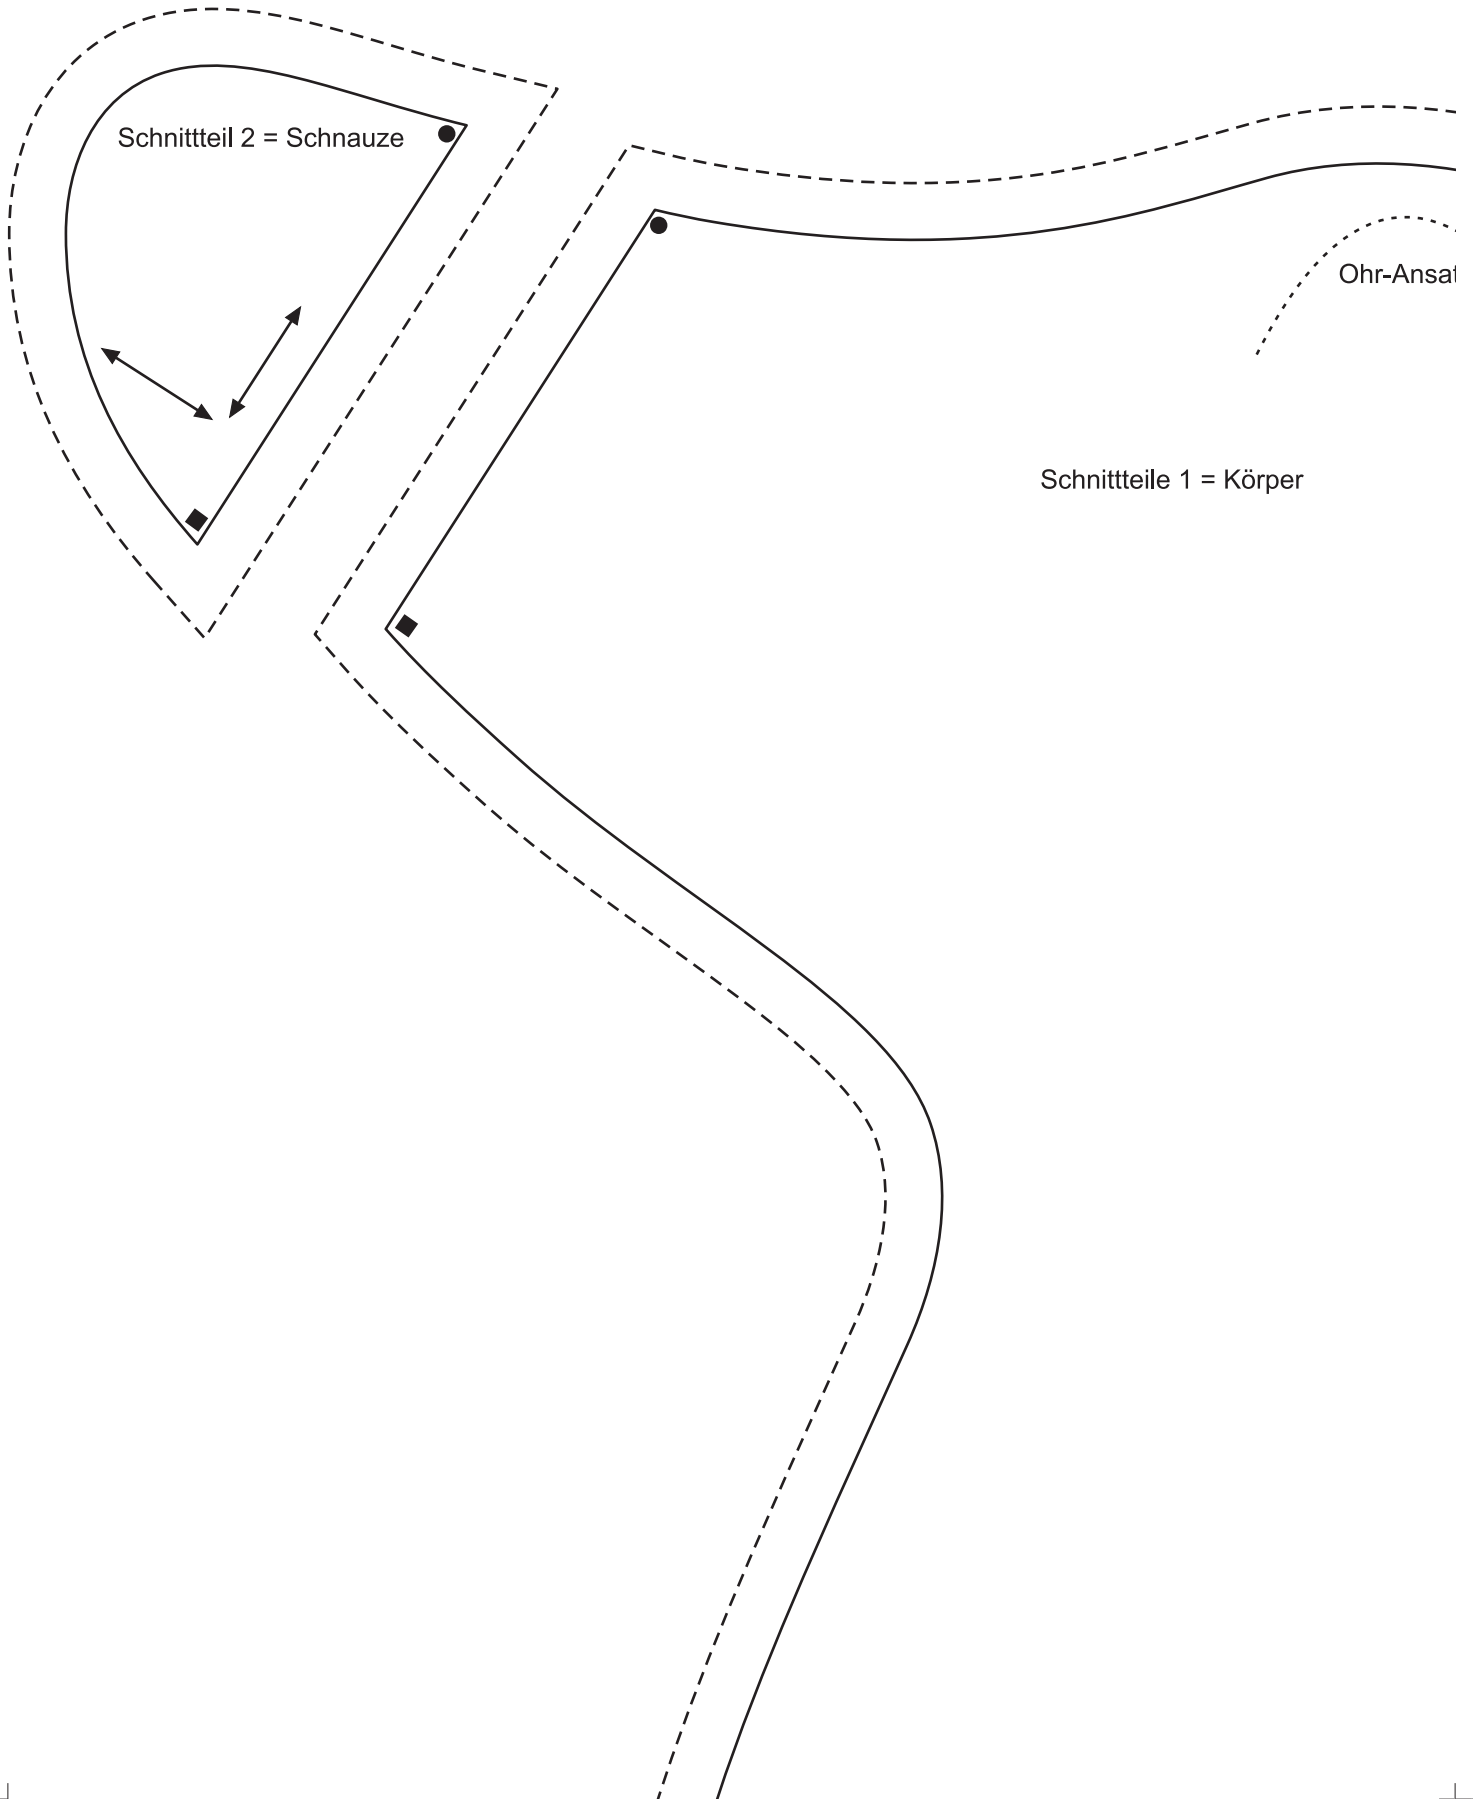 Schnittteil 2 = Schnauze
Ohr-Ansat
Schnittteile 1 = Körper